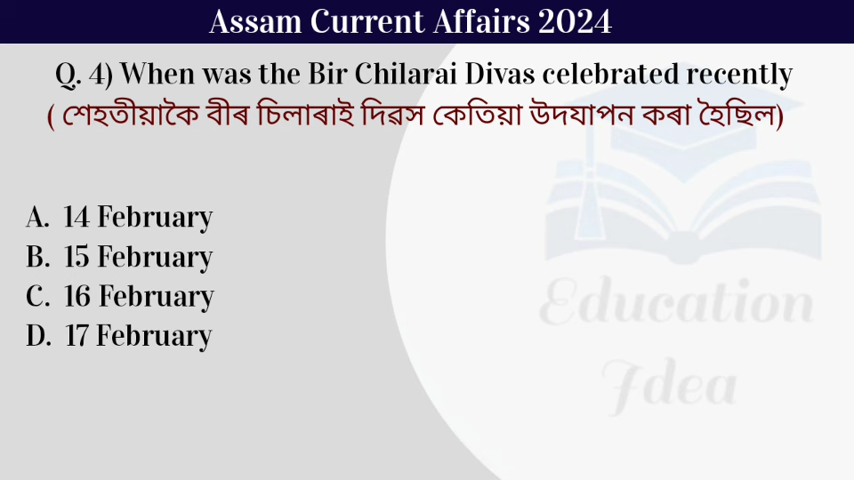 Assam Current Affairs 2024
Q. 4) When was the Bir Chilarai Divas celebrated recently
( শেহতীয়াকৈ বীৰ চিলাৰাই দিৱস কেতিয়া উদযাপন কৰা হৈছিল)
A. 14 February
B. 15 February
C. 16 February
D. 17 February
Education
Idea